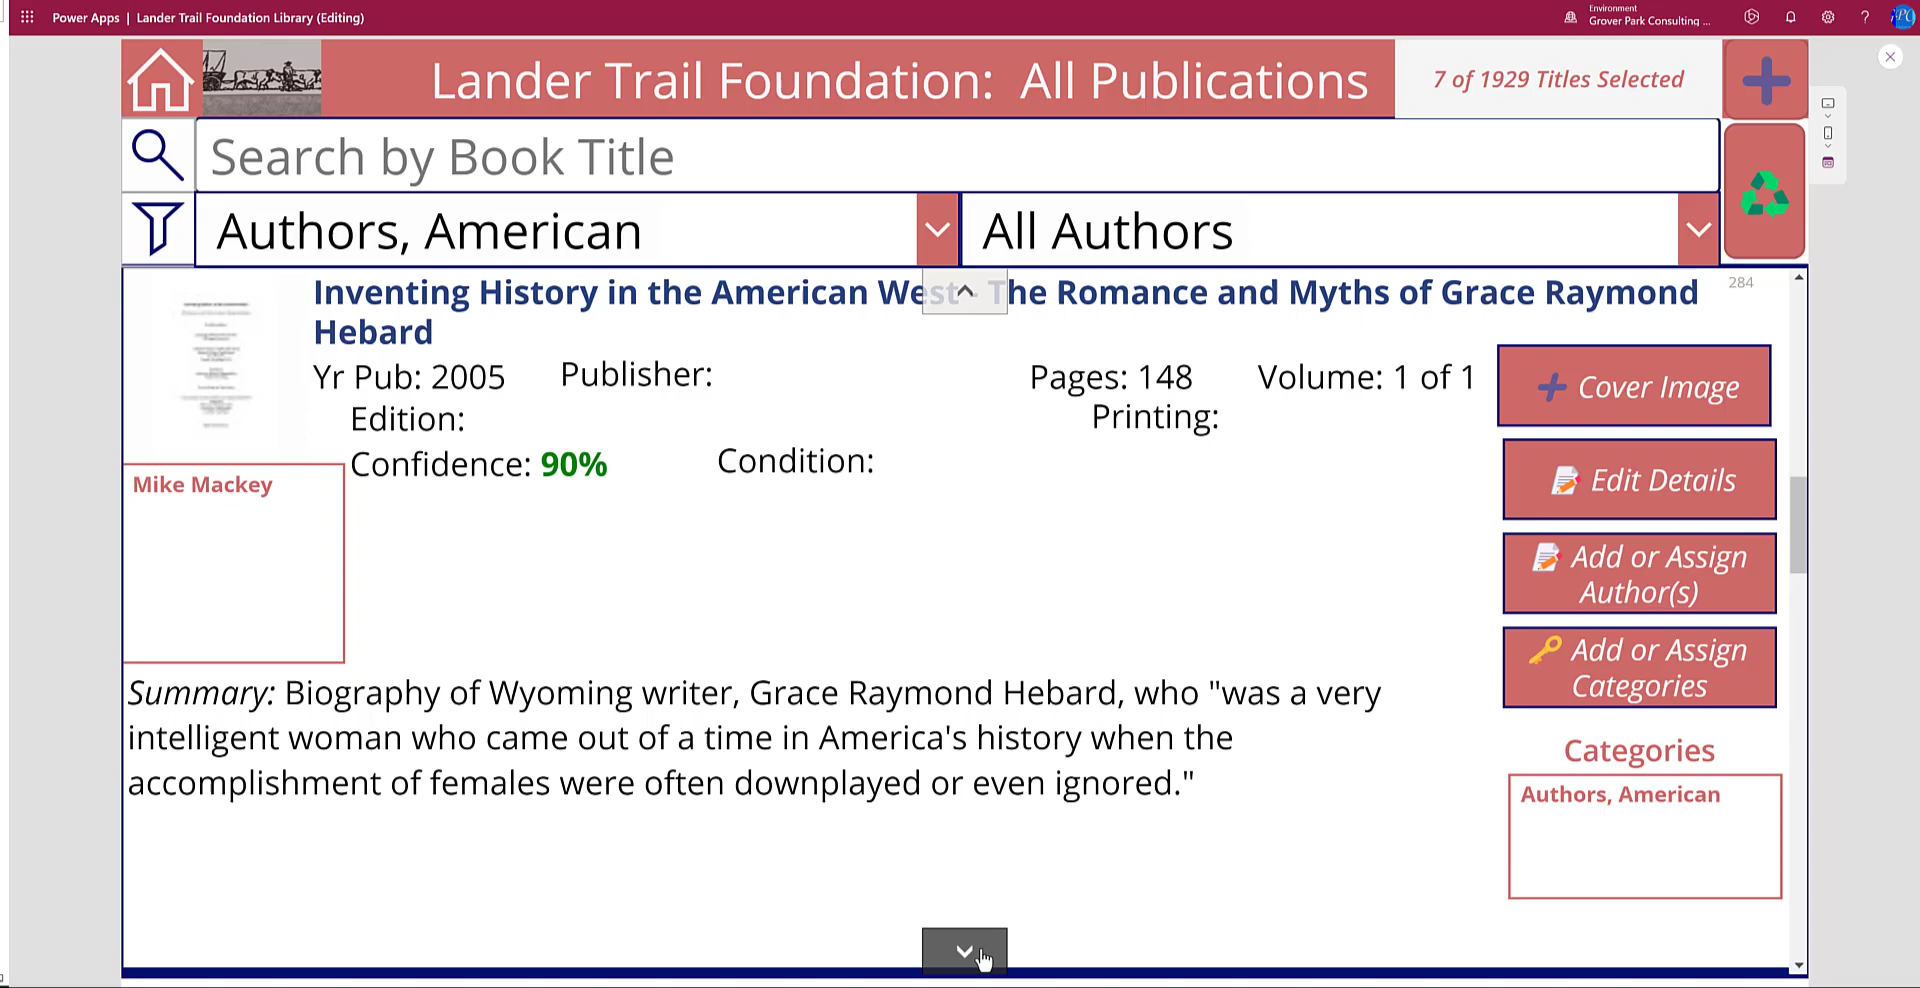 Power Apps | Lander Trail Foundation Library (Editing)
Environment
Grover Park Consulting ...
Lander Trail Foundation:  All Publications
7 of 1929 Titles Selected
Search by Book Title
Authors, American
All Authors
Inventing History in the American West - The Romance and Myths of Grace Raymond
Hebard
284
Yr Pub: 2005
Publisher:
Pages: 148
Volume: 1 of 1
Edition:
Printing:
Confidence: 90%
Condition:
Mike Mackey
Cover Image
Edit Details
Add or Assign
Author(s)
Add or Assign
Categories
Summary: Biography of Wyoming writer, Grace Raymond Hebard, who "was a very
intelligent woman who came out of a time in America's history when the
accomplishment of females were often downplayed or even ignored."
Categories
Authors, American